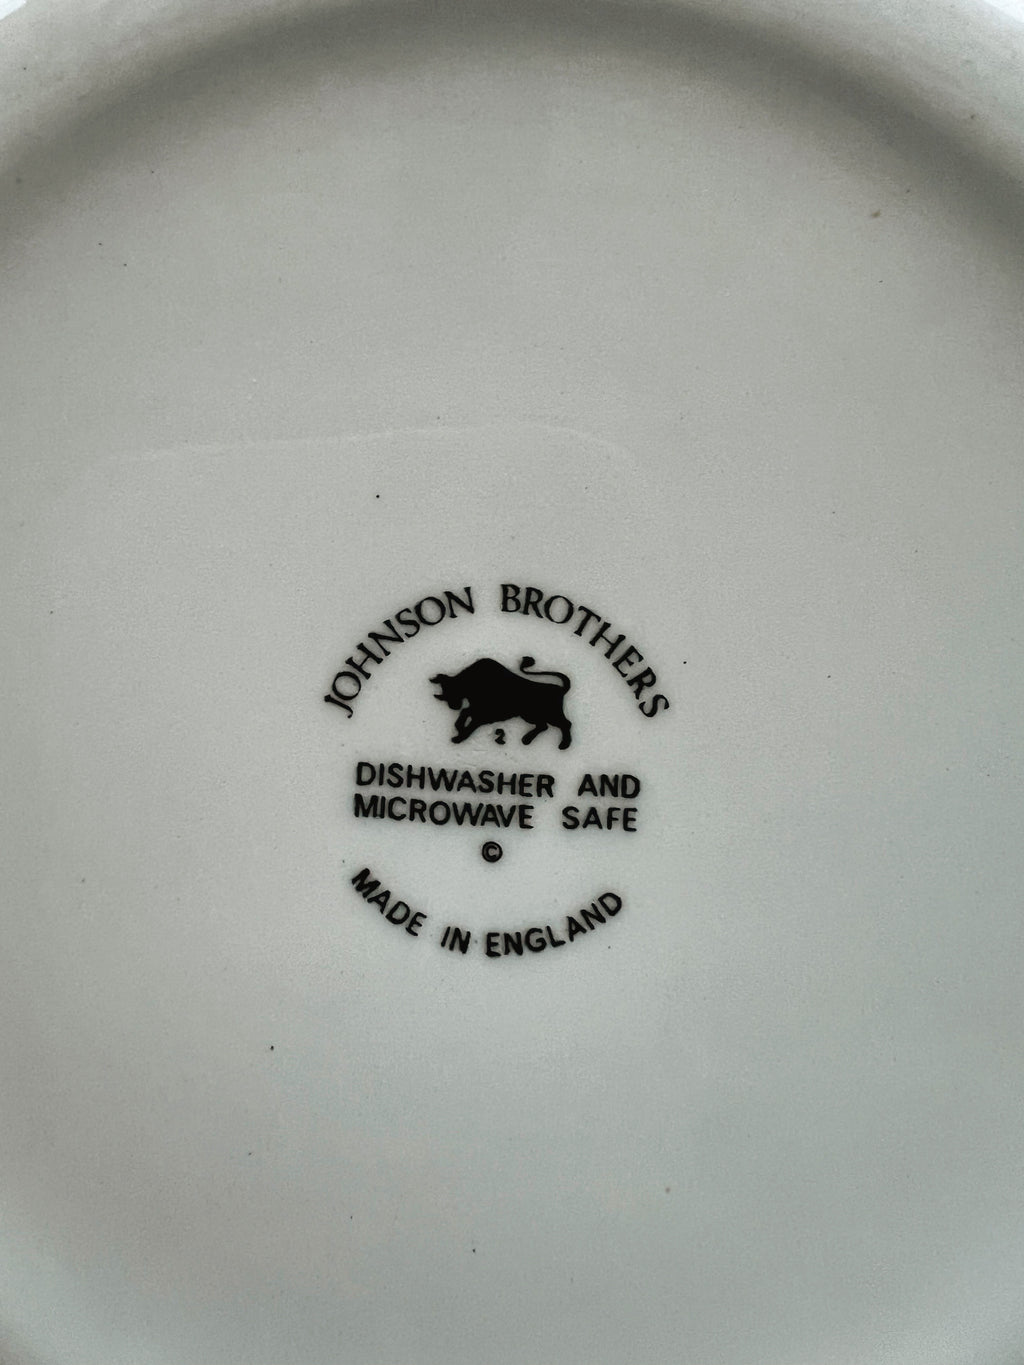 JOHNSON BROTHERS
2
DISHWASHER AND
MICROWAVE SAFE
©
MADE IN ENGLAND